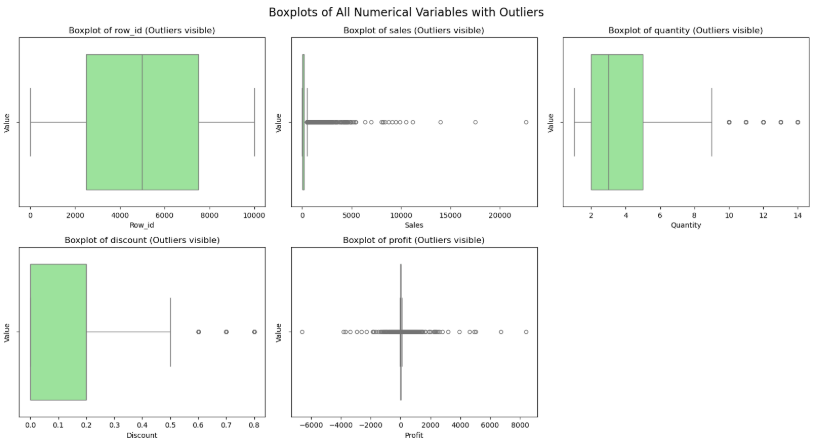 Boxplots of All Numerical Variables with Outliers
Boxplot of row_id (Outliers visible)
Boxplot of sales (Outliers visible)
Boxplot of quantity (Outliers visible)
Value
Value
Value
0 2000 4000 6000 8000 10000
0 5000 10000 15000 20000
2 4 6 8 10 12 14
Row_id
Sales
Quantity
Boxplot of discount (Outliers visible)
Boxplot of profit (Outliers visible)
Value
Value
0.0 0.1 0.2 0.3 0.4 0.5 0.6 0.7 0.8
−6000 −4000 −2000 0 2000 4000 6000 8000
Discount
Profit